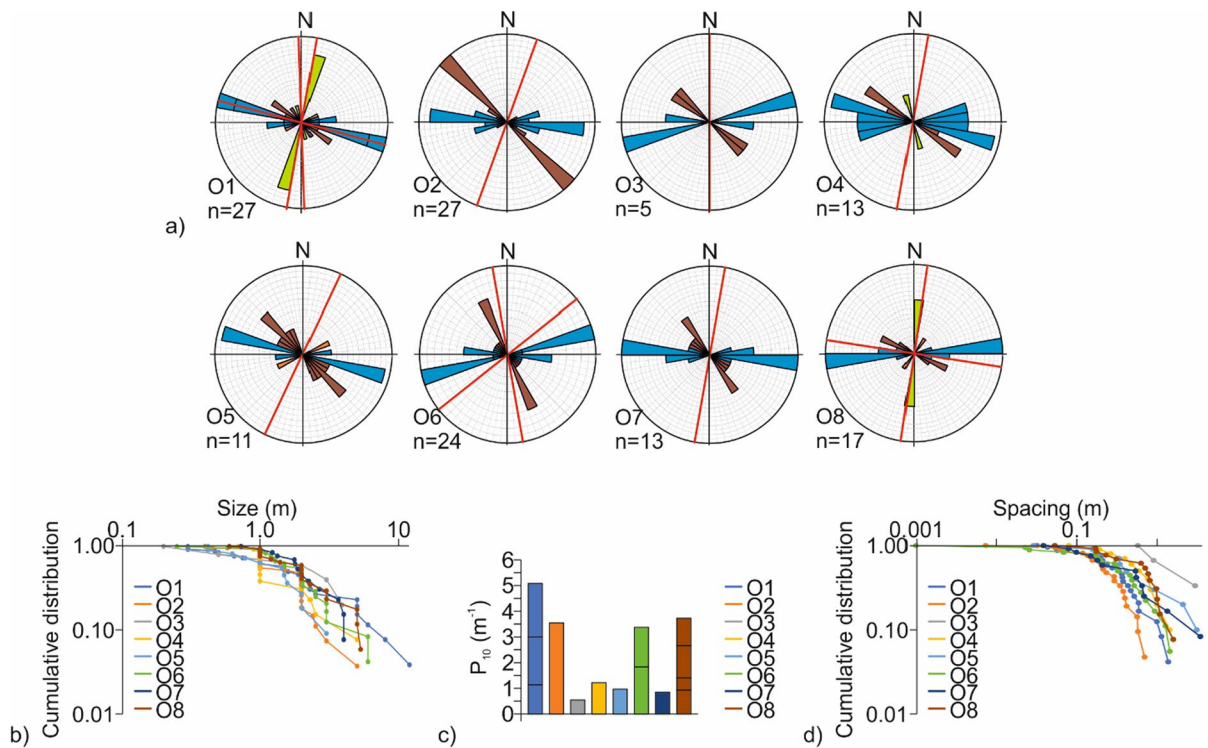 N N N N
O1
n=27
O2
n=27
O3
n=5
O4
n=13
a)
N N N N
O5
n=11
O6
n=24
O7
n=13
O8
n=17
Size (m)
0.1 1.0 10
1.00
0.10
0.01
Cumulative distribution
O1
O2
O3
O4
O5
O6
O7
O8
b)
6
5
4
3
2
1
0
P10 (m-1)
O1
O2
O3
O4
O5
O6
O7
O8
c)
Spacing (m)
0.001 0.1
1.00
0.10
0.01
Cumulative distribution
O1
O2
O3
O4
O5
O6
O7
O8
d)